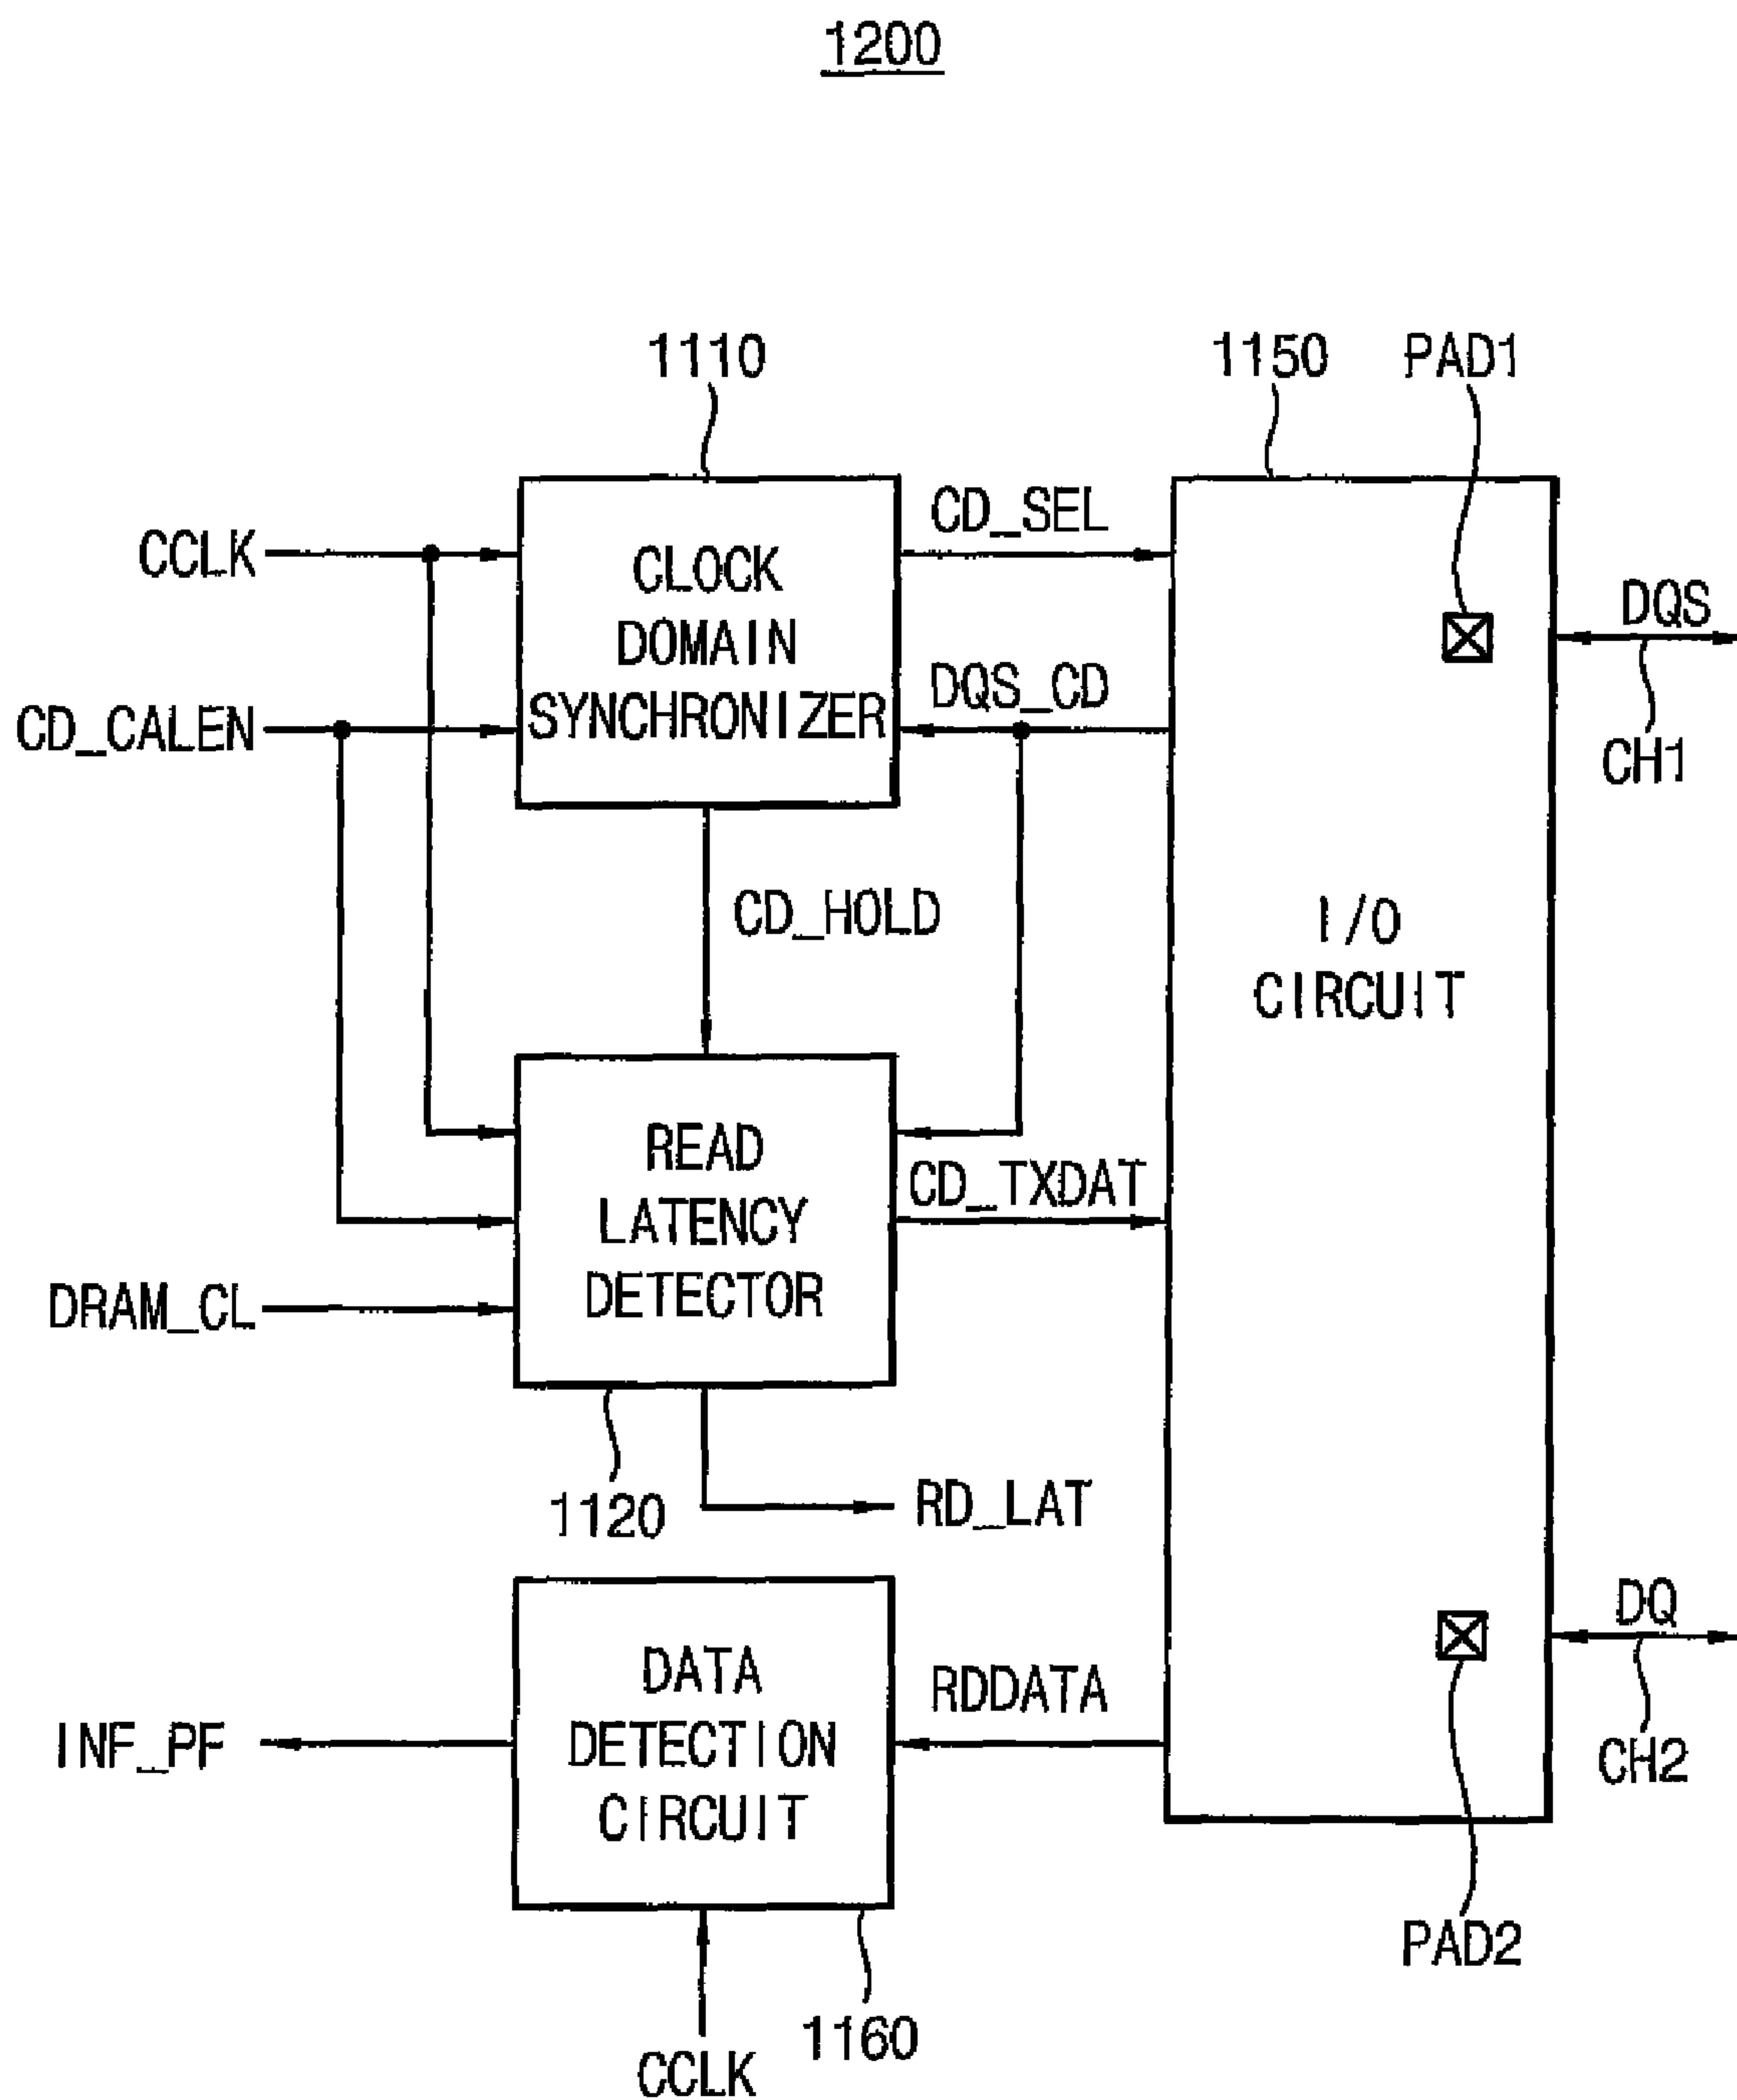 1200
1110
1150
PAD1
CCLK
CD_CALEN
CLOCK
DOMAIN
SYNCHRONIZER
CD_SEL
DQS_CD
DQS
CH1
CD_HOLD
I/O
CIRCUIT
READ
LATENCY
DETECTOR
CD_TXDAT
DRAM_CL
1120
RD_LAT
DATA
DETECTION
CIRCUIT
RDDATA
INF_PF
DQ
CH2
PAD2
1160
CCLK